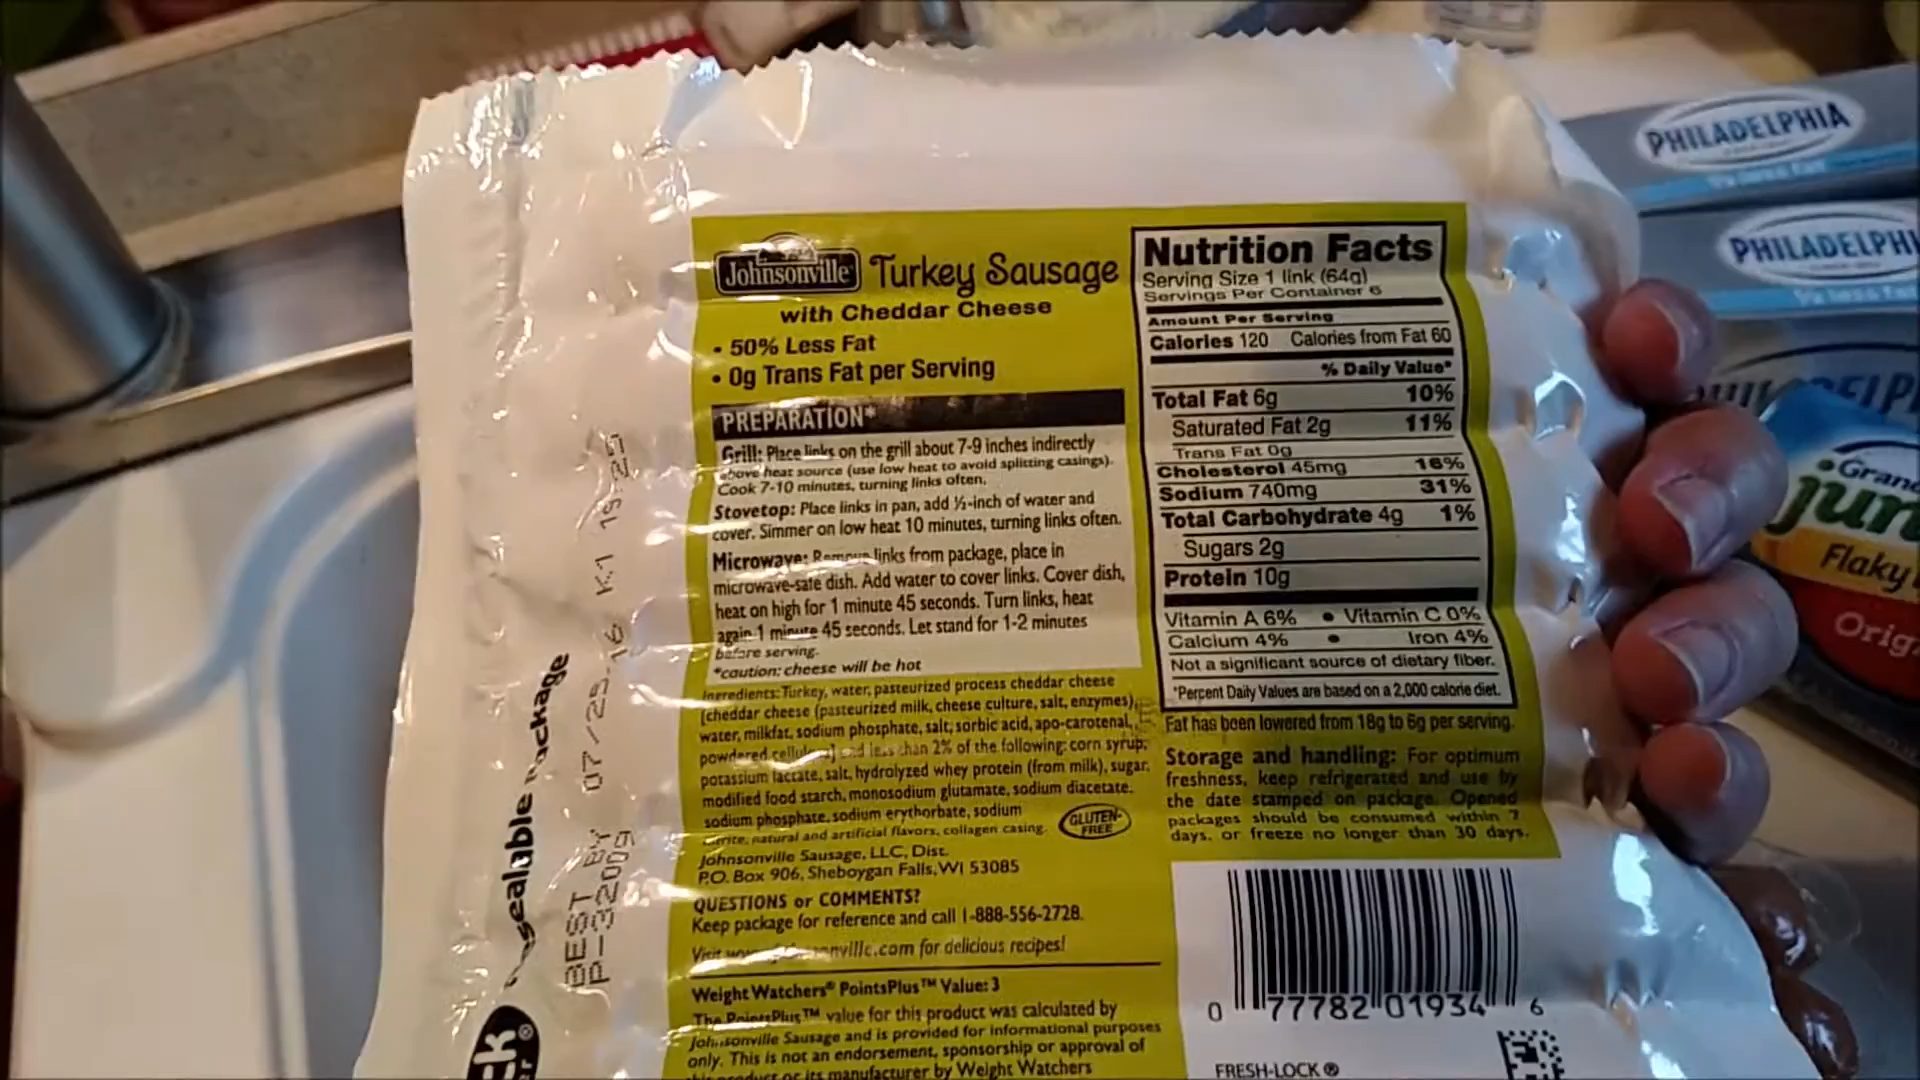 PHILADELPHIA
PHILADELPHI
Johnsonville Turkey Sausage
with Cheddar Cheese
• 50% Less Fat
• 0g Trans Fat per Serving
PREPARATION*
Grill: Place links on the grill about 7-9 inches indirectly
above heat source (use low heat to avoid splitting casings).
Cook 7-10 minutes, turning links often.
Stovetop: Place links in pan, add ½-inch of water and
cover. Simmer on low heat 10 minutes, turning links often.
Microwave: Remove links from package, place in
microwave-safe dish. Add water to cover links. Cover dish,
heat on high for 1 minute 45 seconds. Turn links, heat
again 1 minute 45 seconds. Let stand for 1-2 minutes
before serving.
*caution: cheese will be hot
Ingredients: Turkey, water, pasteurized process cheddar cheese
[cheddar cheese (pasteurized milk, cheese culture, salt, enzymes),
water, milkfat, sodium phosphate, salt, sorbic acid, apo-carotenal,
powdered cellulose] and less than 2% of the following: corn syrup,
potassium lactate, salt, hydrolyzed whey protein (from milk), sugar,
modified food starch, monosodium glutamate, sodium diacetate,
sodium phosphate, sodium erythorbate, sodium
nitrite, natural and artificial flavors, collagen casing.
GLUTEN-
FREE
Johnsonville Sausage, LLC, Dist.
P.O. Box 906, Sheboygan Falls, WI 53085
QUESTIONS or COMMENTS?
Keep package for reference and call 1-888-556-2728.
Visit for delicious recipes!
Weight Watchers® PointsPlus™ Value: 3
The PointsPlus™ value for this product was calculated by
Johnsonville Sausage and is provided for informational purposes
only. This is not an endorsement, sponsorship or approval of
this product or its manufacturer by Weight Watchers
Nutrition Facts
Serving Size 1 link (64g)
Servings Per Container 6
Amount Per Serving
Calories 120 Calories from Fat 60
% Daily Value*
Total Fat 6g 10%
Saturated Fat 2g 11%
Trans Fat 0g
Cholesterol 45mg 16%
Sodium 740mg 31%
Total Carbohydrate 4g 1%
Sugars 2g
Protein 10g
Vitamin A 6% • Vitamin C 0%
Calcium 4% • Iron 4%
Not a significant source of dietary fiber.
*Percent Daily Values are based on a 2,000 calorie diet.
Fat has been lowered from 18g to 6g per serving.
Storage and handling: For optimum
freshness, keep refrigerated and use by
the date stamped on package. Opened
packages should be consumed within 7
days, or freeze no longer than 30 days.
0 77782 01934 6
FRESH-LOCK®
Resealable Package
BEST BY 07/25/16 K1 19:25
P-32009
Grand
jun
Flaky
Orig